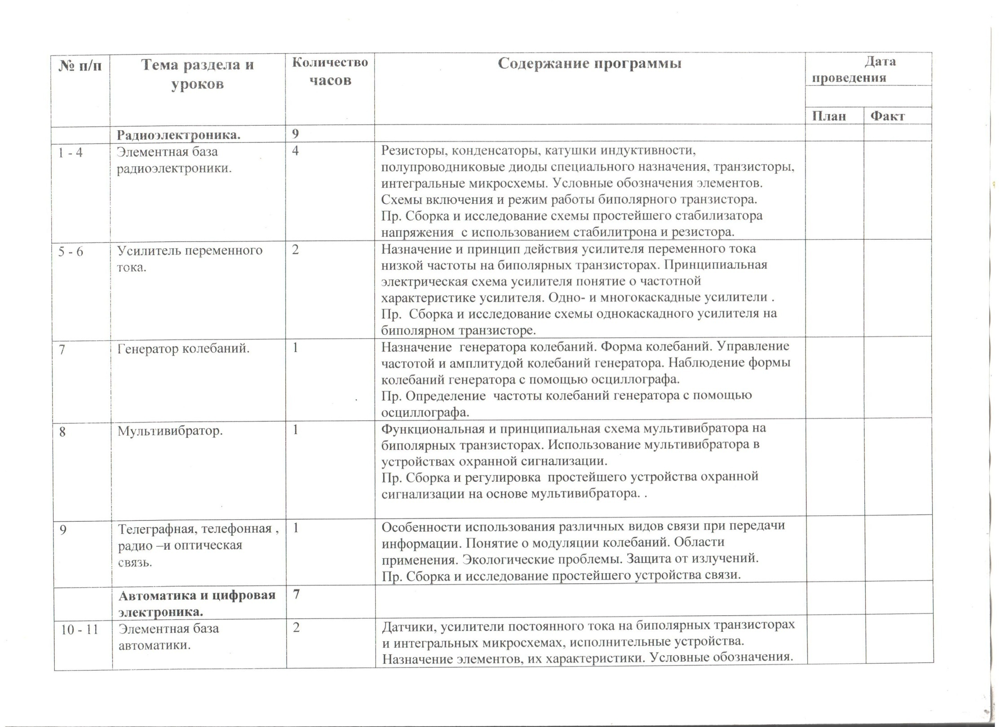 № п/п
Тема раздела и
уроков
Количество
часов
Содержание программы
Дата
проведения
План
Факт
Радиоэлектроника.
9
1 - 4
Элементная база
радиоэлектроники.
4
Резисторы, конденсаторы, катушки индуктивности,
полупроводниковые диоды специального назначения, транзисторы,
интегральные микросхемы. Условные обозначения элементов.
Схемы включения и режим работы биполярного транзистора.
Пр. Сборка и исследование схемы простейшего стабилизатора
напряжения с использованием стабилитрона и резистора.
5 - 6
Усилитель переменного
тока.
2
Назначение и принцип действия усилителя переменного тока
низкой частоты на биполярных транзисторах. Принципиальная
электрическая схема усилителя понятие о частотной
характеристике усилителя. Одно- и многокаскадные усилители .
Пр. Сборка и исследование схемы однокаскадного усилителя на
биполярном транзисторе.
7
Генератор колебаний.
1
Назначение генератора колебаний. Форма колебаний. Управление
частотой и амплитудой колебаний генератора. Наблюдение формы
колебаний генератора с помощью осциллографа.
Пр. Определение частоты колебаний генератора с помощью
осциллографа.
8
Мультивибратор.
1
Функциональная и принципиальная схема мультивибратора на
биполярных транзисторах. Использование мультивибратора в
устройствах охранной сигнализации.
Пр. Сборка и регулировка простейшего устройства охранной
сигнализации на основе мультивибратора. .
9
Телеграфная, телефонная ,
радио –и оптическая
связь.
1
Особенности использования различных видов связи при передачи
информации. Понятие о модуляции колебаний. Области
применения. Экологические проблемы. Защита от излучений.
Пр. Сборка и исследование простейшего устройства связи.
Автоматика и цифровая
электроника.
7
10 - 11
Элементная база
автоматики.
2
Датчики, усилители постоянного тока на биполярных транзисторах
и интегральных микросхемах, исполнительные устройства.
Назначение элементов, их характеристики. Условные обозначения.